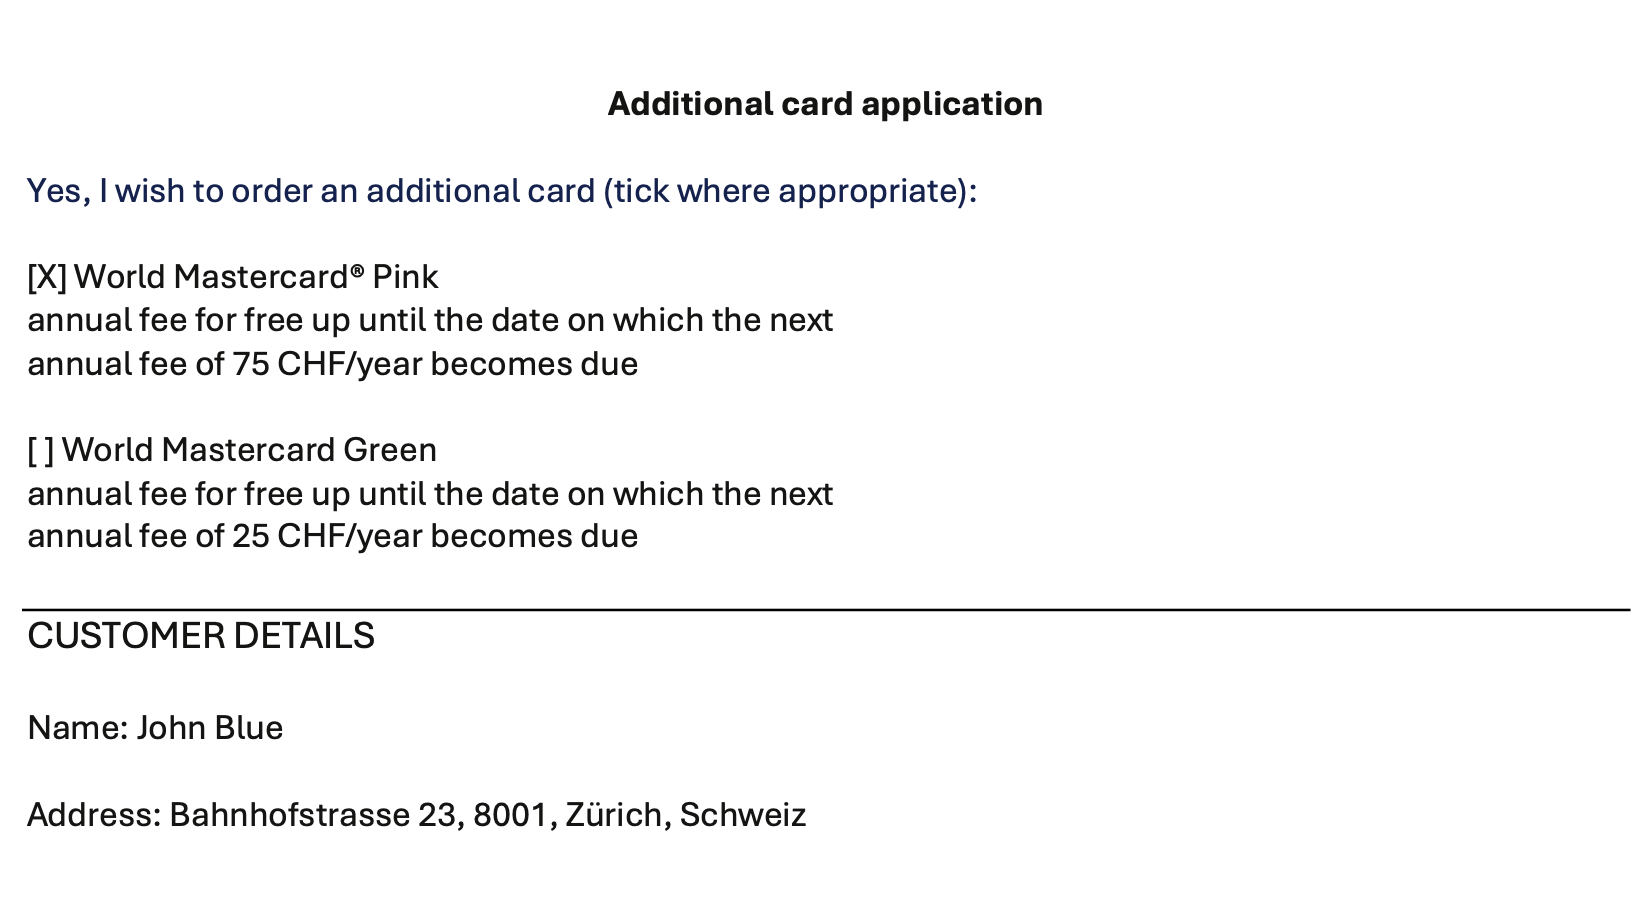 Additional card application
Yes, I wish to order an additional card (tick where appropriate):
[X] World Mastercard® Pink
annual fee for free up until the date on which the next
annual fee of 75 CHF/year becomes due
[ ] World Mastercard Green
annual fee for free up until the date on which the next
annual fee of 25 CHF/year becomes due
CUSTOMER DETAILS
Name: John Blue
Address: Bahnhofstrasse 23, 8001, Zürich, Schweiz